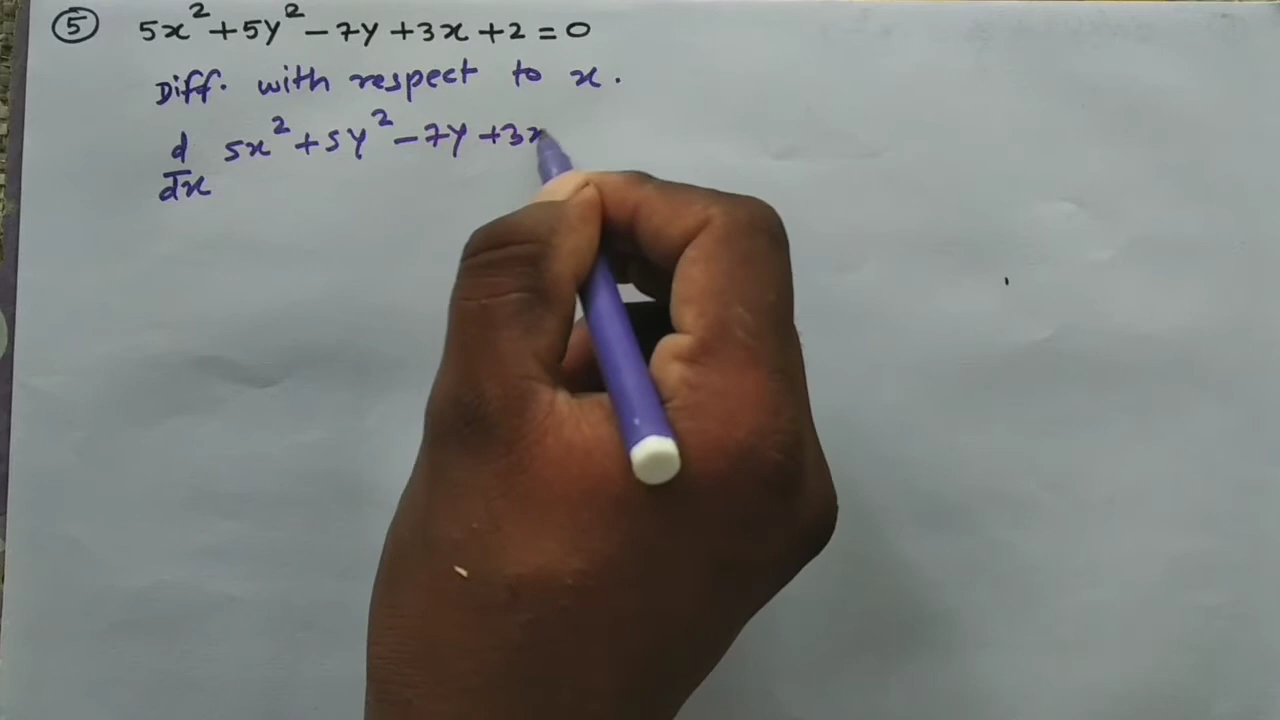 ⑤ 5x² + 5y² - 7y + 3x + 2 = 0
Diff. with respect to x.
d/dx 5x² + 5y² - 7y + 3x